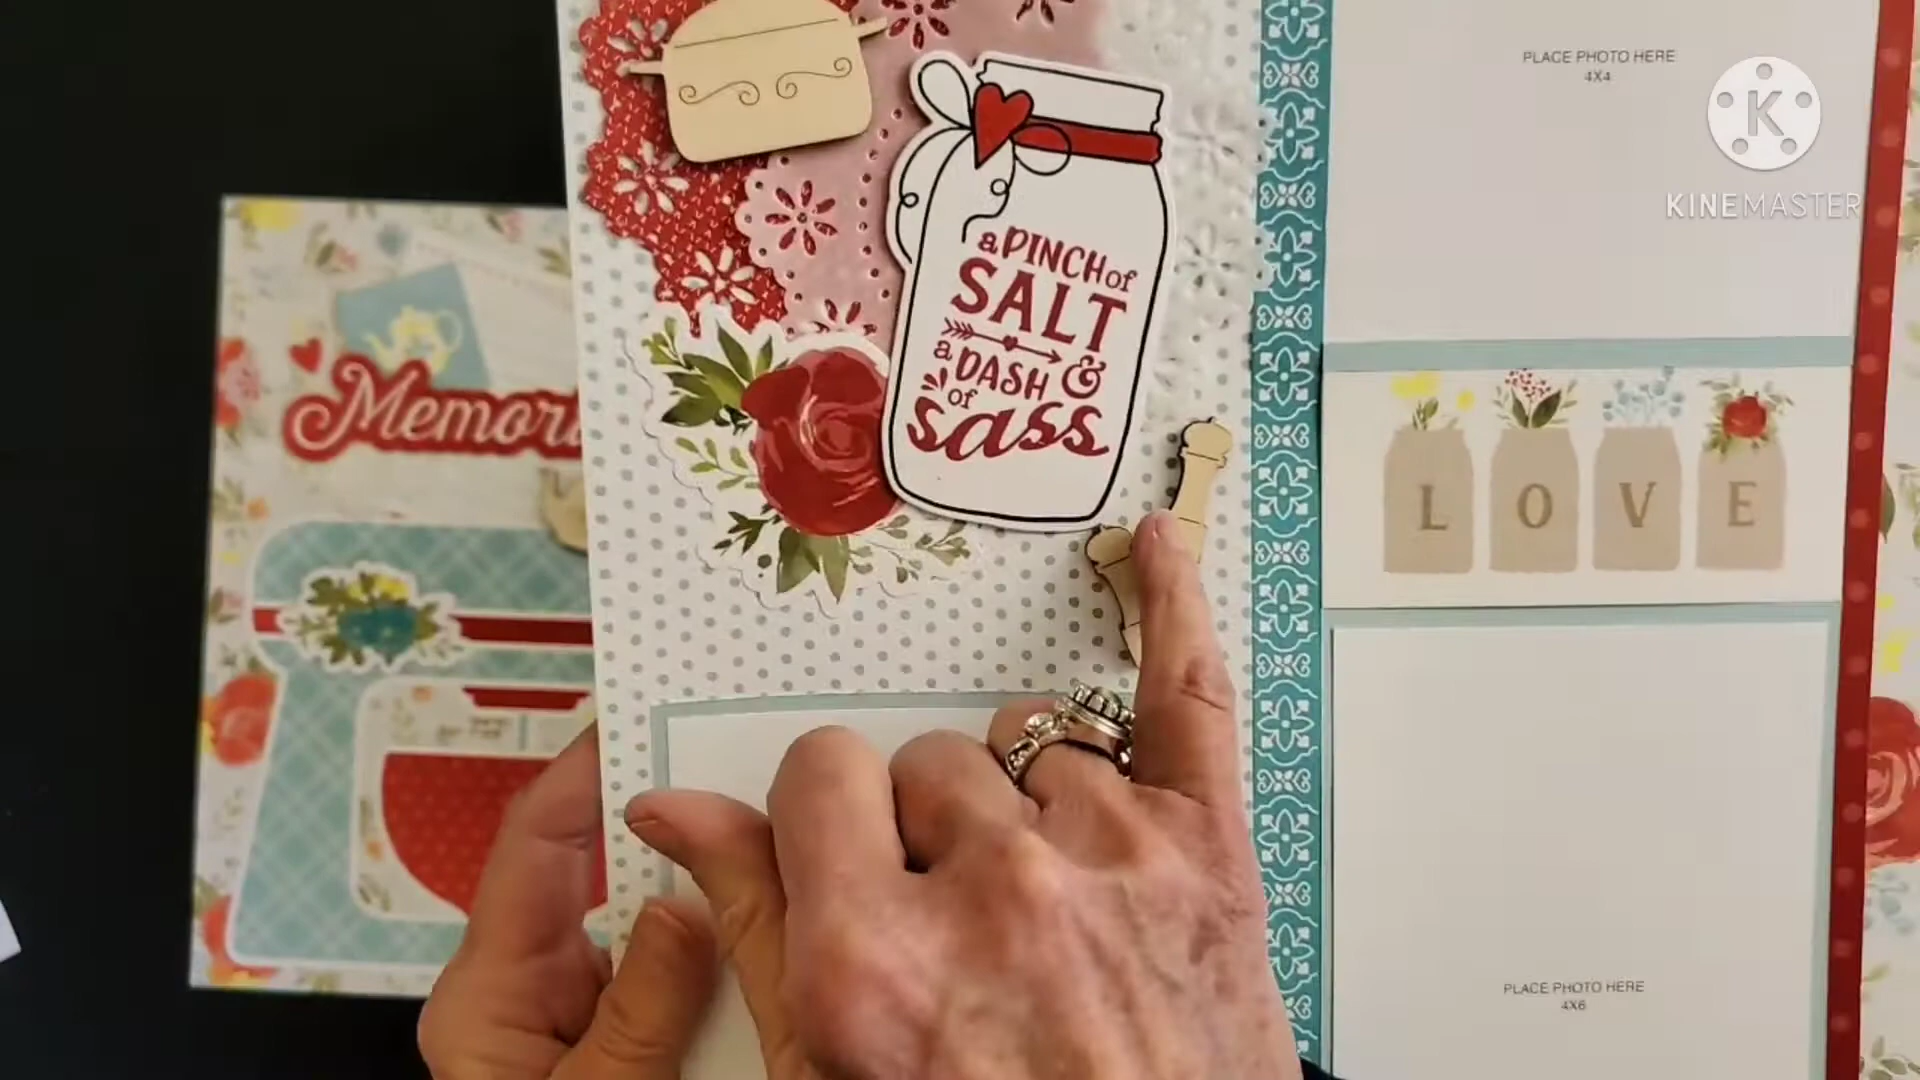 PLACE PHOTO HERE
4X4
K
KINEMASTER
a PINCH of
SALT
a DASH &
of
sass
Memori
L O V E
PLACE PHOTO HERE
4X6